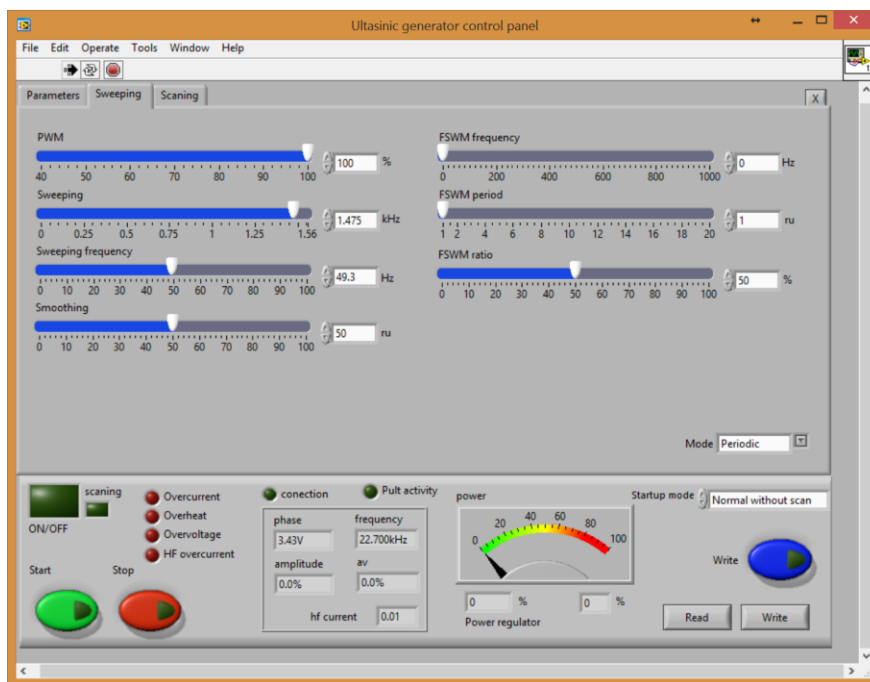 Ultasinic generator control panel
File Edit Operate Tools Window Help
1
Parameters Sweeping Scaning X
PWM
100 %
40 50 60 70 80 90 100
Sweeping
1.475 kHz
0 0.25 0.5 0.75 1 1.25 1.56
Sweeping frequency
49.3 Hz
0 10 20 30 40 50 60 70 80 90 100
Smoothing
50 ru
0 10 20 30 40 50 60 70 80 90 100
FSWM frequency
0 Hz
0 200 400 600 800 1000
FSWM period
1 ru
1 2 4 6 8 10 12 14 16 18 20
FSWM ratio
50 %
0 10 20 30 40 50 60 70 80 90 100
Mode Periodic
scaning
ON/OFF
Overcurrent
Overheat
Overvoltage
HF overcurrent
Start Stop
conection Pult activity
phase frequency
3.43V 22.700kHz
amplitude av
0.0% 0.0%
hf current 0.01
power
0 20 40 60 80 100
0 % 0 %
Power regulator
Startup mode Normal without scan
Write
Read Write